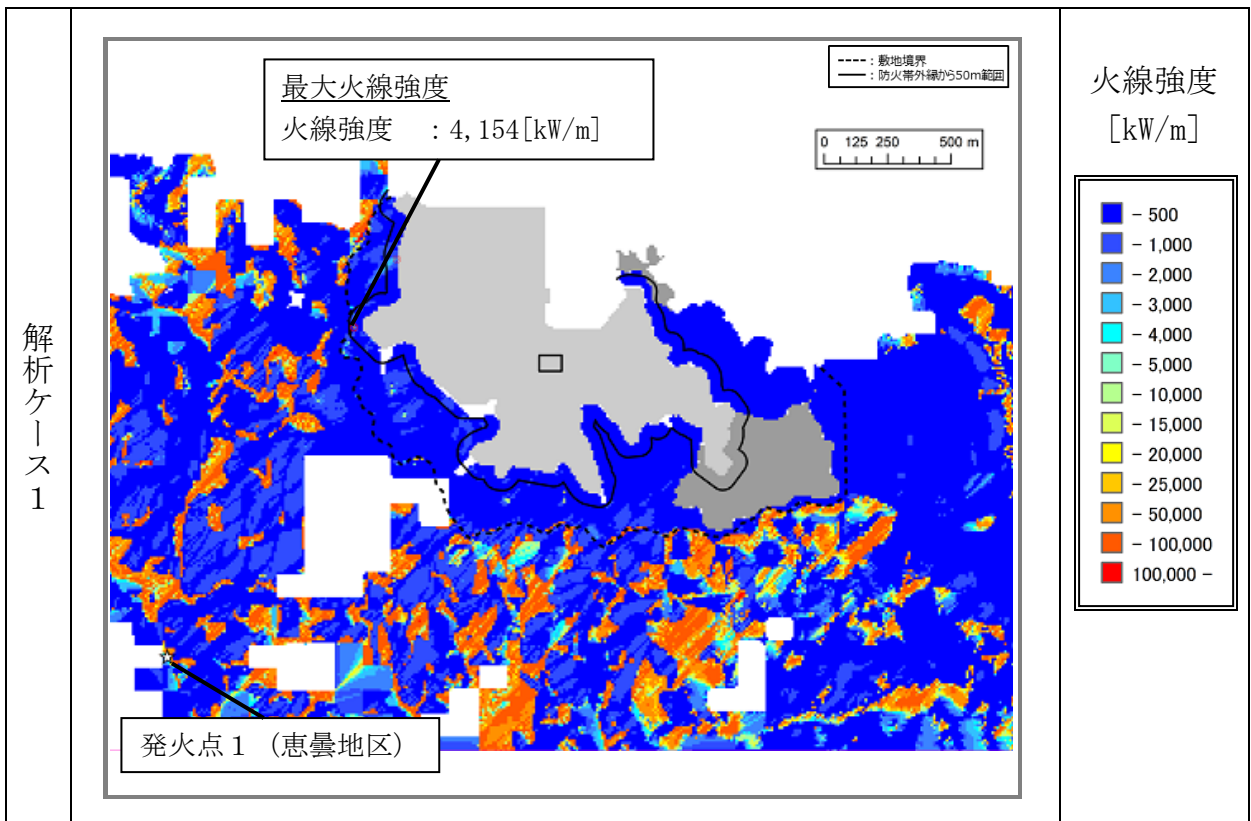 解析ケース1
最大火線強度
火線強度 :4,154[kW/m]
:敷地境界
:防火帯外縁から50m範囲
0 125 250 500 m
発火点1 (恵曇地区)
火線強度
[kW/m]
- 500
- 1,000
- 2,000
- 3,000
- 4,000
- 5,000
- 10,000
- 15,000
- 20,000
- 25,000
- 50,000
- 100,000
100,000 -